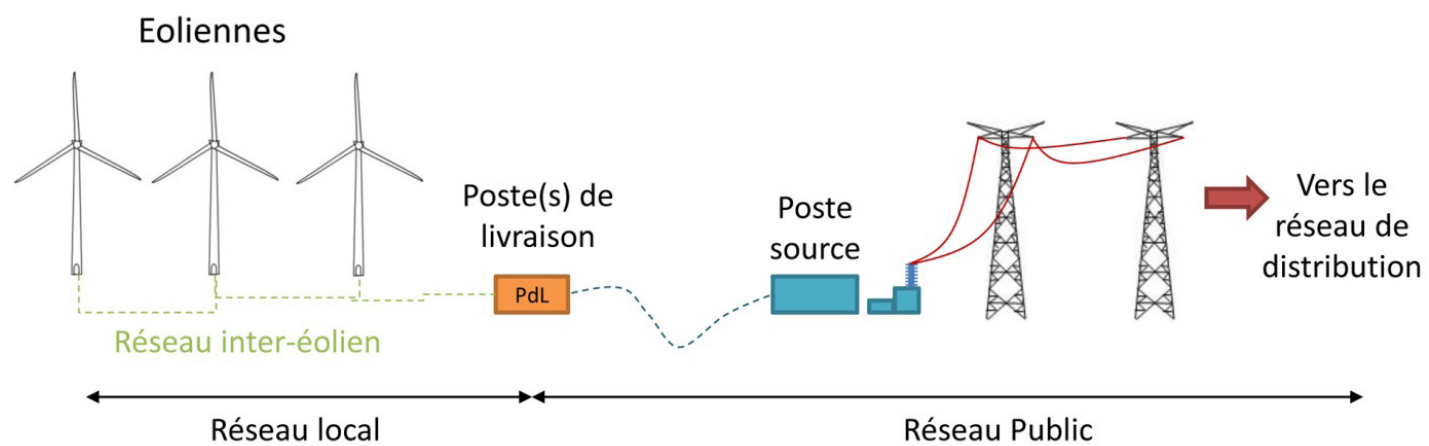 Eoliennes
Poste(s) de
livraison
PdL
Poste
source
Vers le
réseau de
distribution
Réseau inter-éolien
Réseau local
Réseau Public